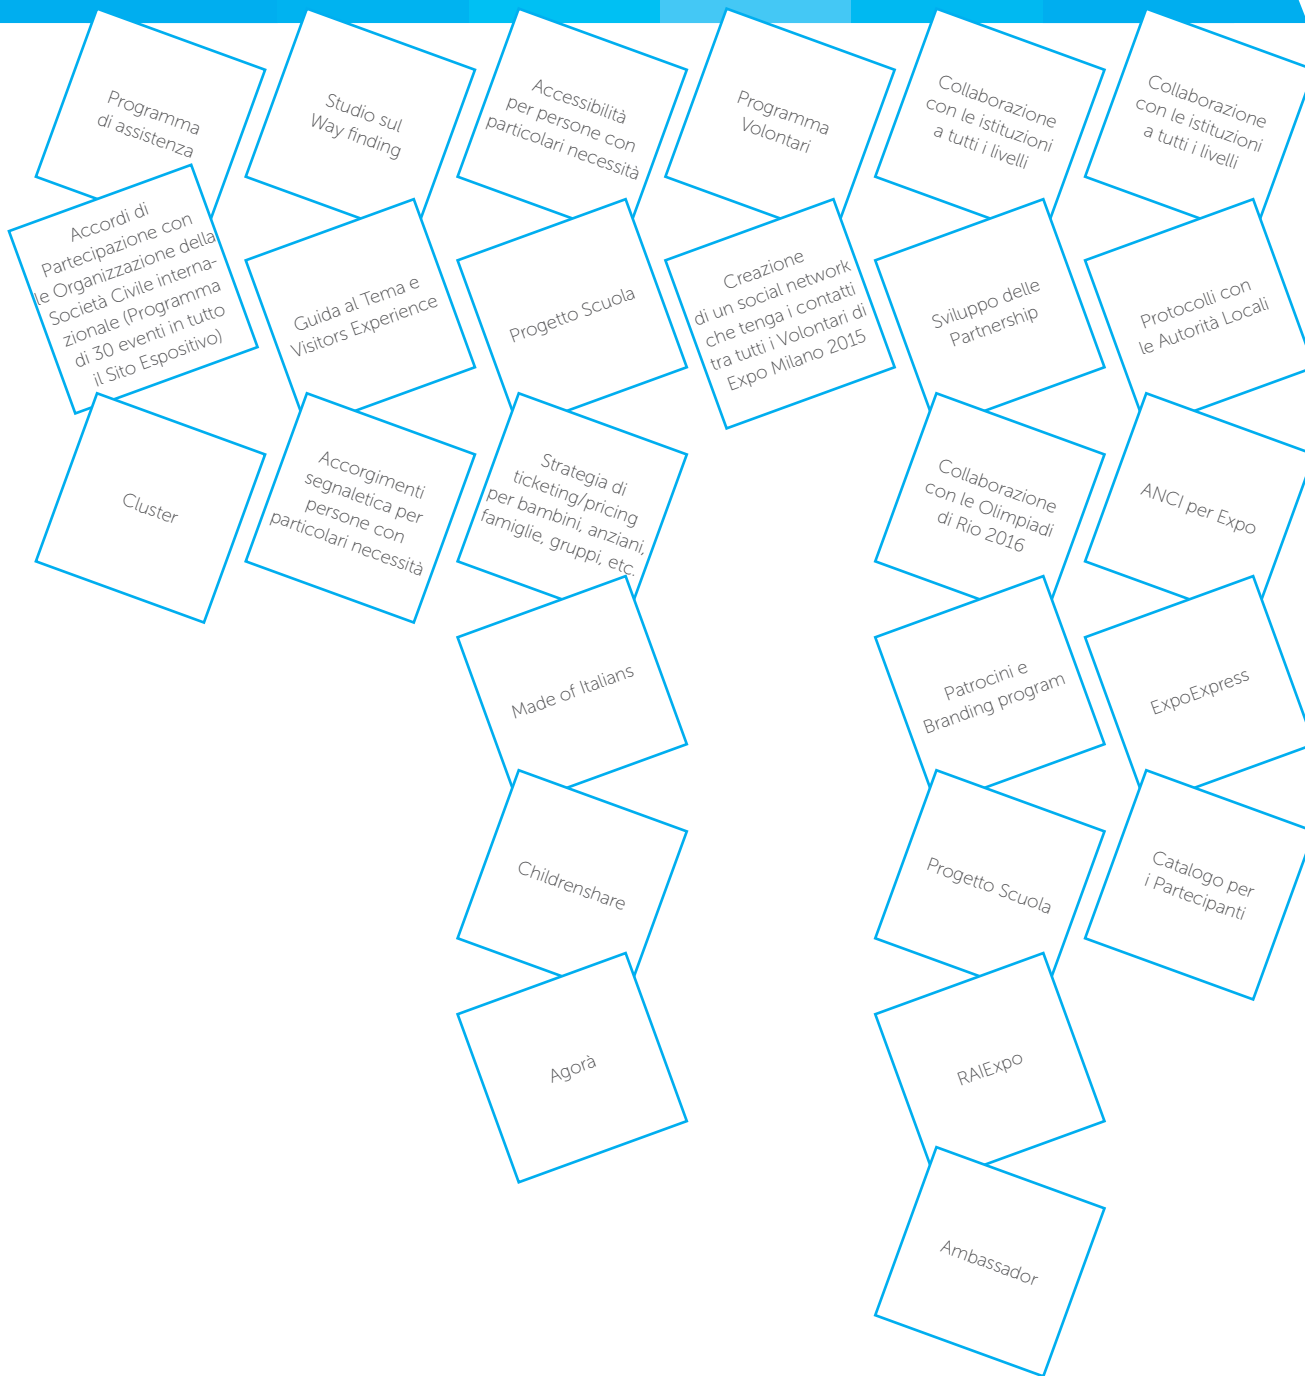 Programma
di assistenza
Accordi di
Partecipazione con
le Organizzazione della
Società Civile interna-
zionale (Programma
di 30 eventi in tutto
il Sito Espositivo)
Cluster
Studio sul
Way finding
Guida al Tema e
Visitors Experience
Accorgimenti
segnaletica per
persone con
particolari necessità
Accessibilità
per persone con
particolari necessità
Progetto Scuola
Strategia di
ticketing/pricing
per bambini, anziani,
famiglie, gruppi, etc.
Made of Italians
Childrenshare
Agorà
Programma
Volontari
Creazione
di un social network
che tenga i contatti
tra tutti i Volontari di
Expo Milano 2015
Collaborazione
con le istituzioni
a tutti i livelli
Sviluppo delle
Partnership
Collaborazione
con le Olimpiadi
di Rio 2016
Patrocini e
Branding program
Progetto Scuola
RAIExpo
Ambassador
Collaborazione
con le istituzioni
a tutti i livelli
Protocolli con
le Autorità Locali
ANCI per Expo
ExpoExpress
Catalogo per
i Partecipanti